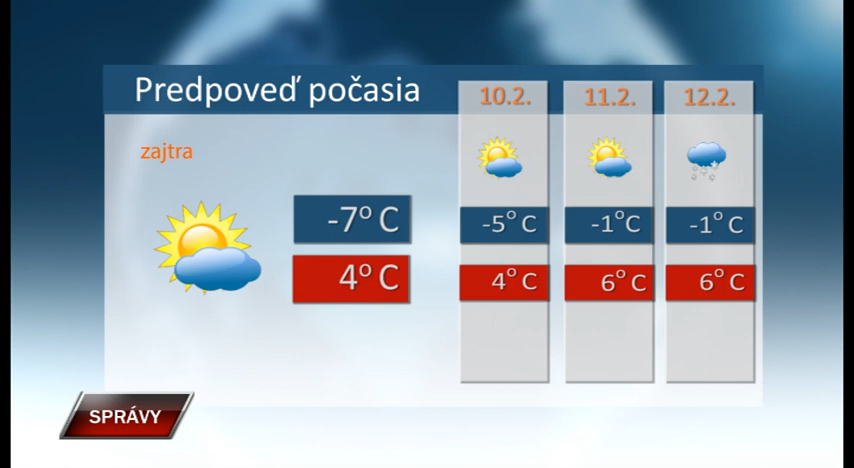 Predpoveď počasia
zajtra
-7° C
4° C
10.2.
-5° C
4° C
11.2.
-1°C
6° C
12.2.
-1° C
6° C
SPRÁVY